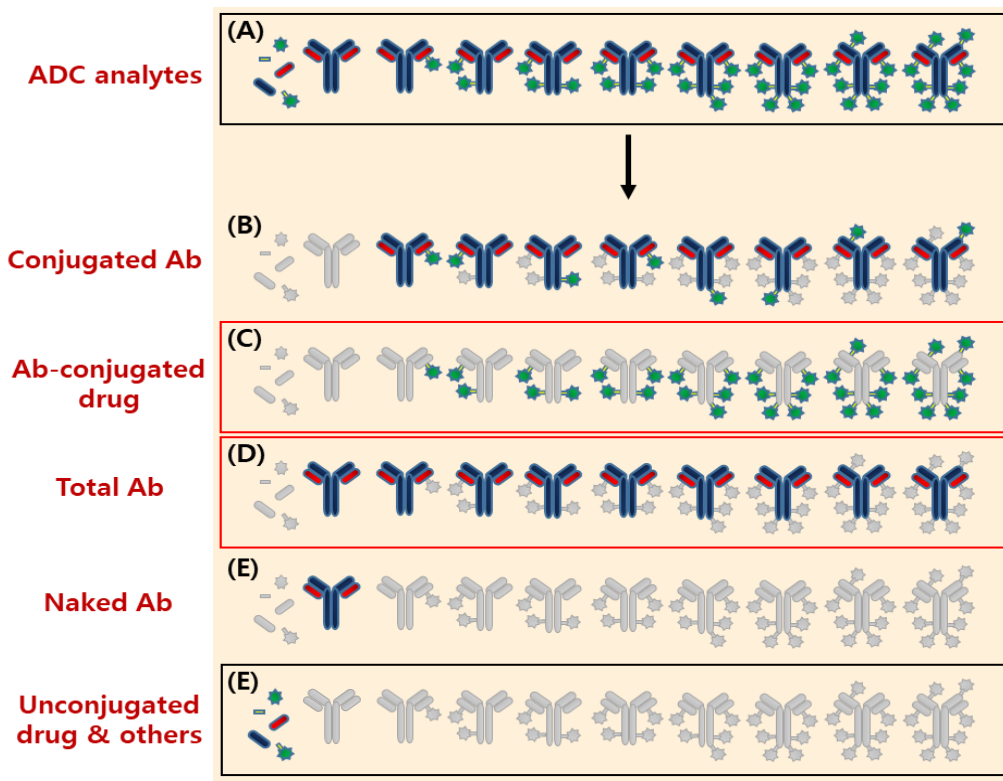 (A)
ADC analytes
(B)
Conjugated Ab
(C)
Ab-conjugated
drug
(D)
Total Ab
(E)
Naked Ab
(E)
Unconjugated
drug & others